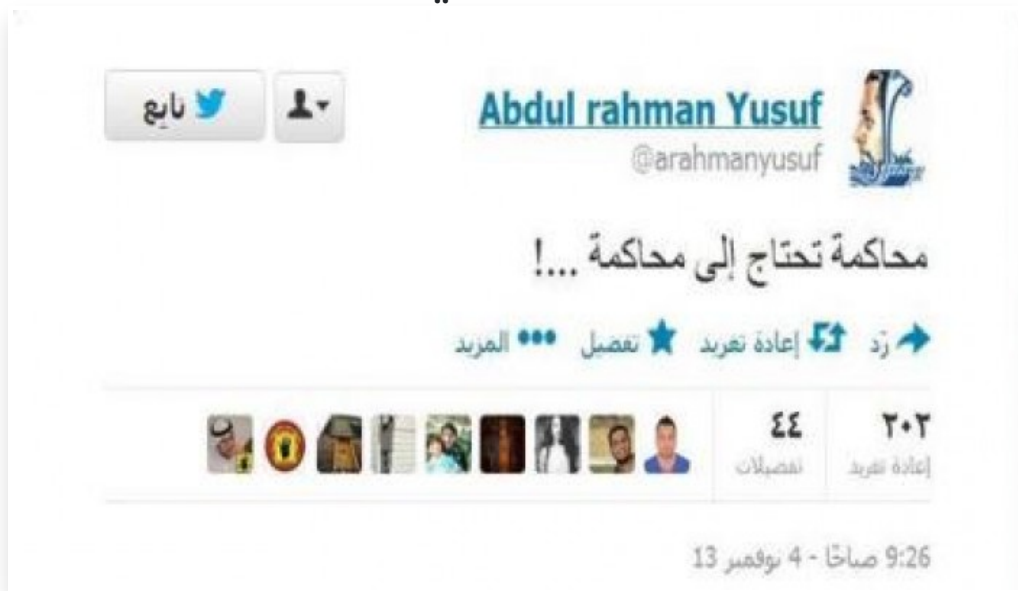 Abdul rahman Yusuf
@arahmanyusuf
تابع
محاكمة تحتاج إلى محاكمة ...!
رّد إعادة تغريد تفضيل المزيد
٢٠٢ ٤٤
إعادة تغريد تفضيلات
9:26 صباحًا - 4 نوفمبر 13